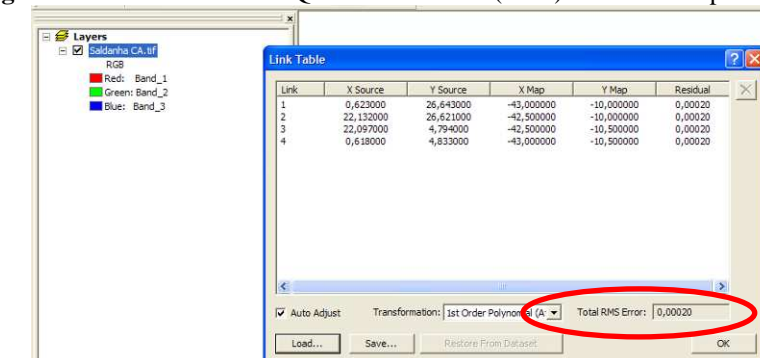 Layers
Saldanha CA.tif
RGB
Red: Band_1
Green: Band_2
Blue: Band_3
Link Table
Link X Source Y Source X Map Y Map Residual
1 0,623000 26,643000 -43,000000 -10,000000 0,00020
2 22,132000 26,621000 -42,500000 -10,000000 0,00020
3 22,097000 4,794000 -42,500000 -10,500000 0,00020
4 0,618000 4,833000 -43,000000 -10,500000 0,00020
Auto Adjust Transformation: 1st Order Polynomial (A Total RMS Error: 0,00020
Load... Save... Restore From Dataset OK